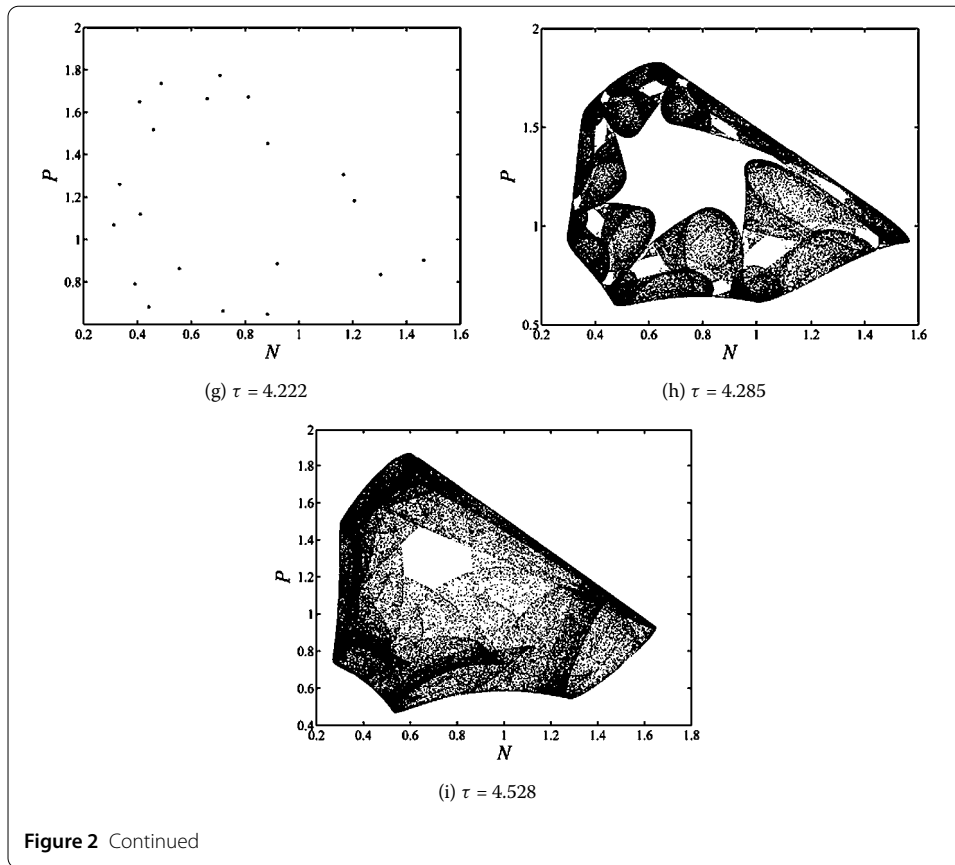 2
1.8
1.6
1.4
P
1.2
1
0.8
0.2 0.4 0.6 0.8 1 1.2 1.4 1.6
N
(g) τ = 4.222
2
1.5
P
1
0.5
0.2 0.4 0.6 0.8 1 1.2 1.4 1.6
N
(h) τ = 4.285
2
1.8
1.6
1.4
P
1.2
1
0.8
0.6
0.4
0.2 0.4 0.6 0.8 1 1.2 1.4 1.6 1.8
N
(i) τ = 4.528
Figure 2 Continued